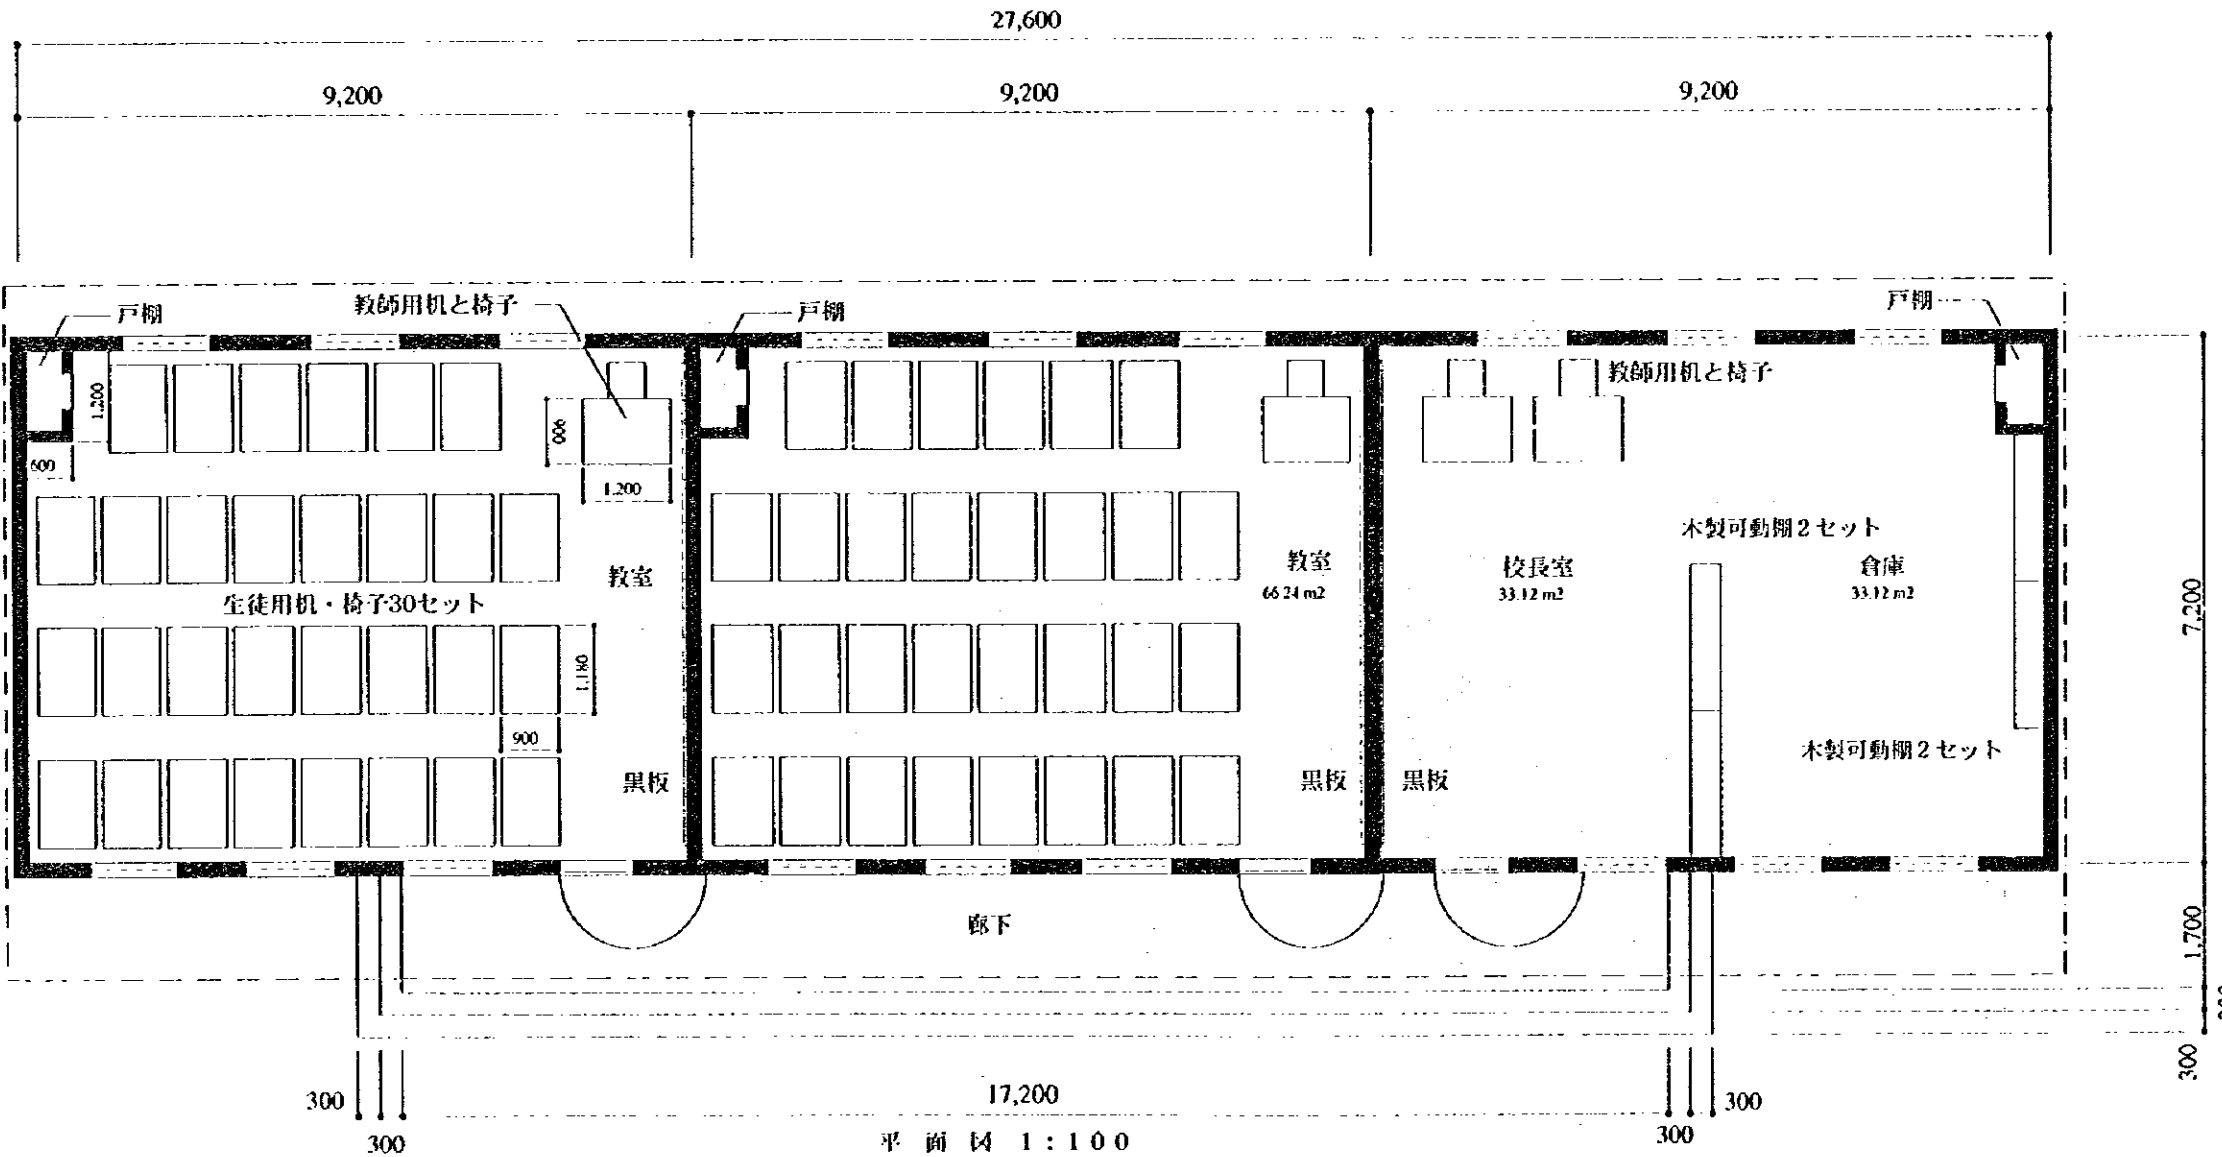 27,600
9,200
9,200
9,200
戸棚
教師用机と椅子
戸棚
戸棚
1,200
900
教師用机と椅子
600
1,200
木製可動棚2セット
教室
教室
66.24 m2
校長室
33.12 m2
倉庫
33.12 m2
生徒用机・椅子30セット
7,200
1,180
900
木製可動棚2セット
黒板
黒板
黒板
廊下
1,700
300
300
17,200
300
300
300
平面図 1:100